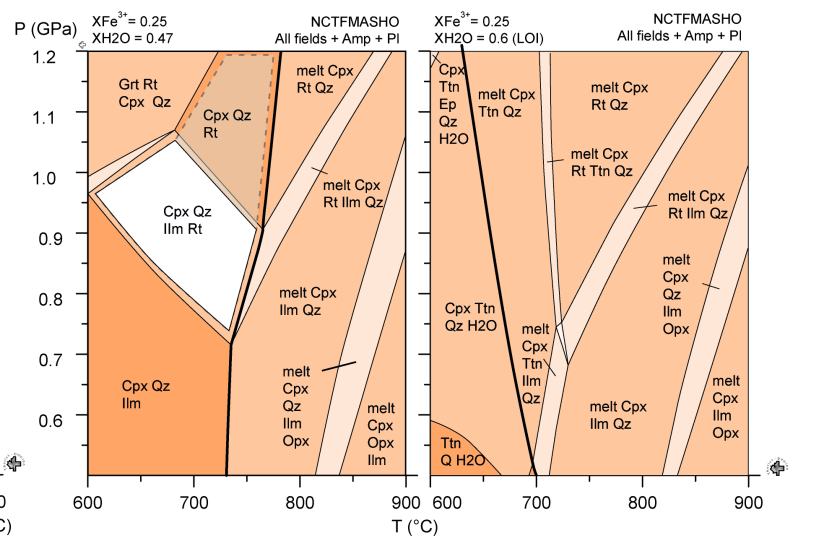 P (GPa)
XFe3+= 0.25
XH2O = 0.47
NCTFMASHO
All fields + Amp + Pl
XFe3+= 0.25
XH2O = 0.6 (LOI)
NCTFMASHO
All fields + Amp + Pl
1.2
1.1
1.0
0.9
0.8
0.7
0.6
Grt Rt
Cpx Qz
Cpx Qz
Rt
melt Cpx
Rt Qz
melt Cpx
Rt Ilm Qz
Cpx Qz
Ilm Rt
melt Cpx
Ilm Qz
Cpx Qz
Ilm
melt
Cpx
Qz
Ilm
Opx
melt
Cpx
Opx
Ilm
600
700
800
900
Cpx
Ttn
Ep
Qz
H2O
melt Cpx
Ttn Qz
melt Cpx
Rt Qz
melt Cpx
Rt Ttn Qz
melt Cpx
Rt Ilm Qz
melt
Cpx
Qz
Ilm
Opx
Cpx Ttn
Qz H2O
melt
Cpx
Ttn
Ilm
Qz
melt Cpx
Ilm Qz
melt
Cpx
Ilm
Opx
Ttn
Q H2O
600
700
800
900
T (°C)
0
C)